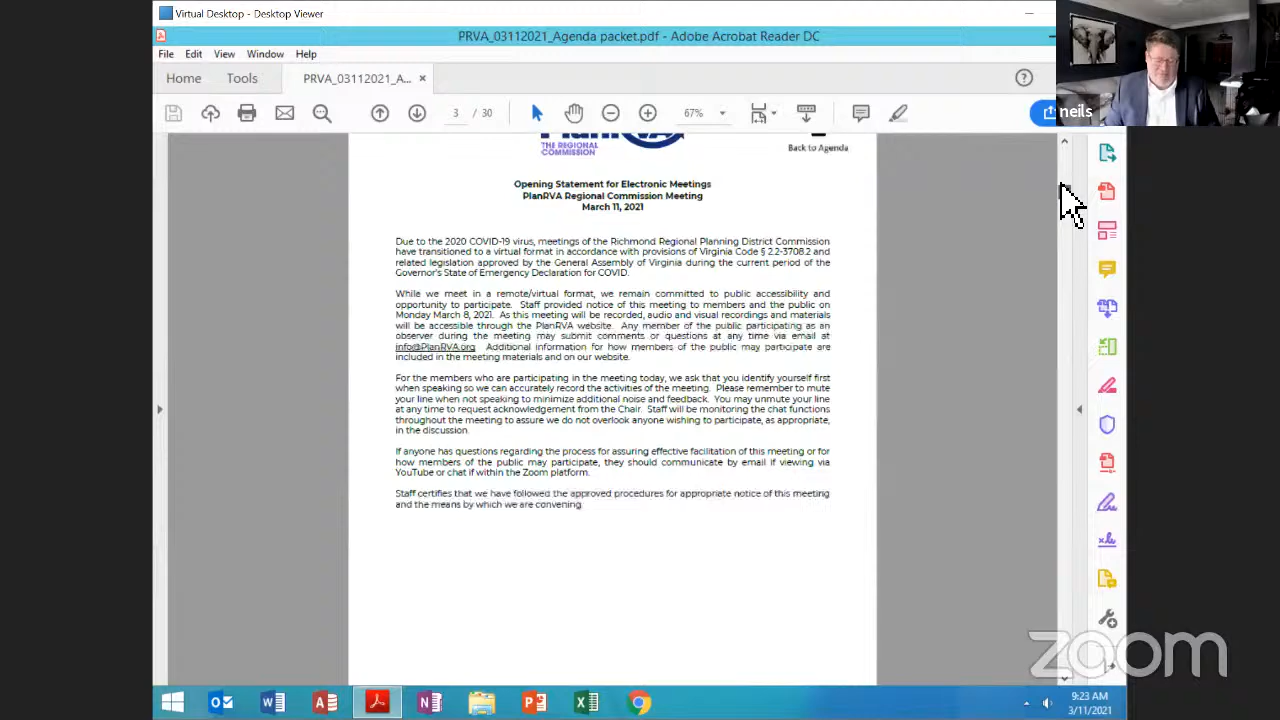 Virtual Desktop - Desktop Viewer
PRVA_03112021_Agenda packet.pdf - Adobe Acrobat Reader DC
File Edit View Window Help
Home Tools PRVA_03112021_A... ×
3 / 30 67%
neils
PlanRVA
THE REGIONAL
COMMISSION
Back to Agenda
Opening Statement for Electronic Meetings
PlanRVA Regional Commission Meeting
March 11, 2021
Due to the 2020 COVID-19 virus, meetings of the Richmond Regional Planning District Commission
have transitioned to a virtual format in accordance with provisions of Virginia Code § 2.2-3708.2 and
related legislation approved by the General Assembly of Virginia during the current period of the
Governor's State of Emergency Declaration for COVID.
While we meet in a remote/virtual format, we remain committed to public accessibility and
opportunity to participate. Staff provided notice of this meeting to members and the public on
Monday March 8, 2021. As this meeting will be recorded, audio and visual recordings and materials
will be accessible through the PlanRVA website. Any member of the public participating as an
observer during the meeting may submit comments or questions at any time via email at
info@PlanRVA.org Additional information for how members of the public may participate are
included in the meeting materials and on our website.
For the members who are participating in the meeting today, we ask that you identify yourself first
when speaking so we can accurately record the activities of the meeting. Please remember to mute
your line when not speaking to minimize additional noise and feedback. You may unmute your line
at any time to request acknowledgement from the Chair. Staff will be monitoring the chat functions
throughout the meeting to assure we do not overlook anyone wishing to participate, as appropriate,
in the discussion.
If anyone has questions regarding the process for assuring effective facilitation of this meeting or for
how members of the public may participate, they should communicate by email if viewing via
YouTube or chat if within the Zoom platform.
Staff certifies that we have followed the approved procedures for appropriate notice of this meeting
and the means by which we are convening
zoom
9:23 AM
3/11/2021